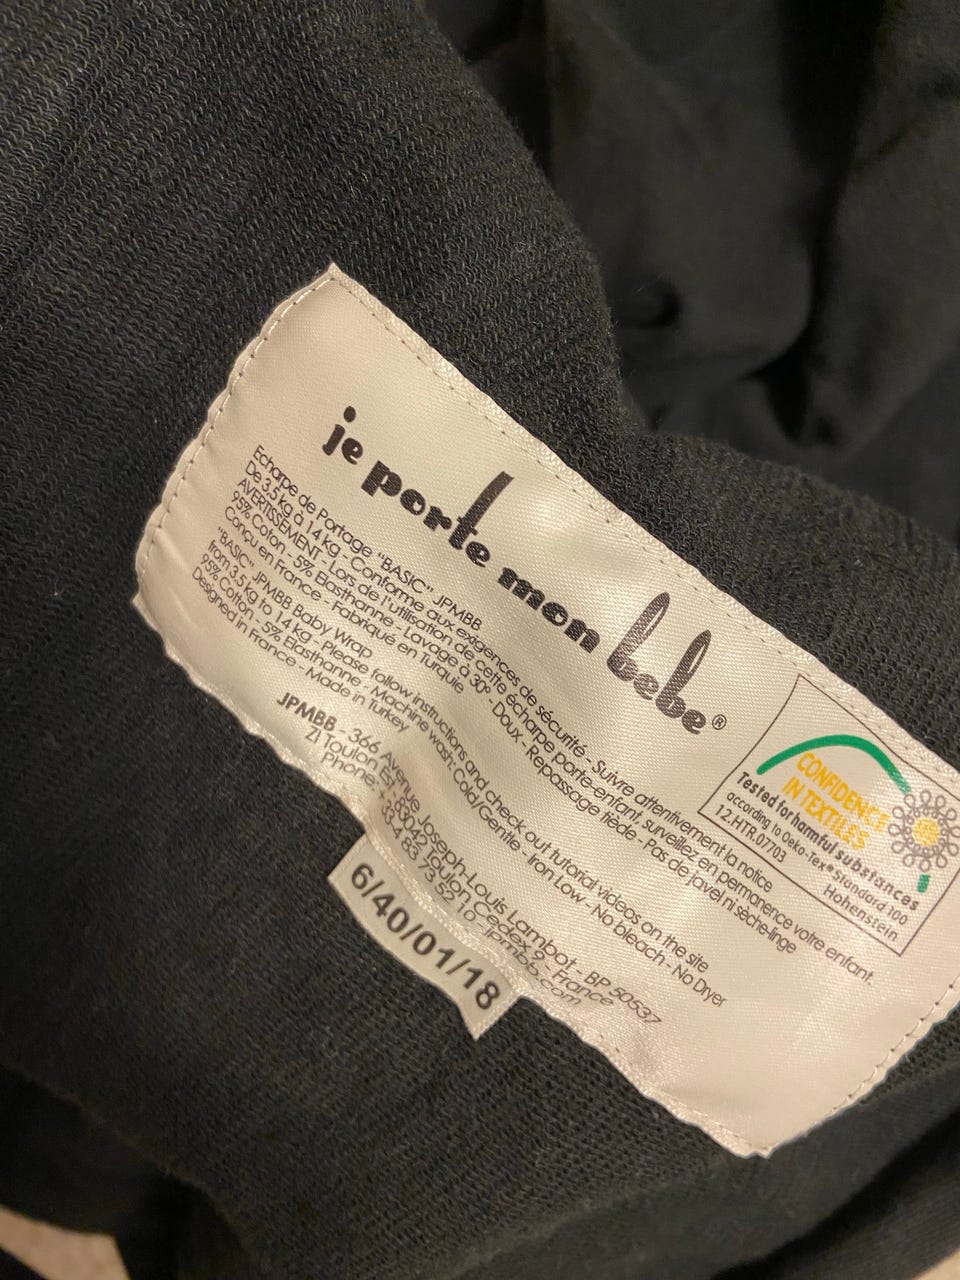 je porte mon bebe®
Echarpe de Portage "BASIC" JPMBB
De 3.5kg à 14kg - Conforme aux exigences de sécurité - Suivre attentivement la notice
AVERTISSEMENT - Lors de l'utilisation de cette écharpe porte-enfant, surveillez en permanence votre enfant.
95% Coton - 5% Elasthanne - Lavage à 30° - Doux - Repassage tiède - Pas de javel ni sèche-linge
Conçu en France - Fabriqué en Turquie
"BASIC" JPMBB Baby Wrap
from 3.5kg to 14kg - Please follow instructions and check out tutorial videos on the site
95% Cotton - 5% Elasthanne - Machine wash: Cold/Gentle - Iron Low - No bleach - No Dryer
Designed in France - Made in Turkey
JPMBB - 366 Avenue Joseph-Louis Lambot - BP 50537
ZI Toulon Est 83042 Toulon Cedex 9 - France
Phone: 33-483 73 52 10 - jpmbb.com
CONFIDENCE
IN TEXTILES
Tested for harmful substances
according to Oeko-Tex® Standard 100
12.HTR.07703 Hohenstein
6/40/01/18